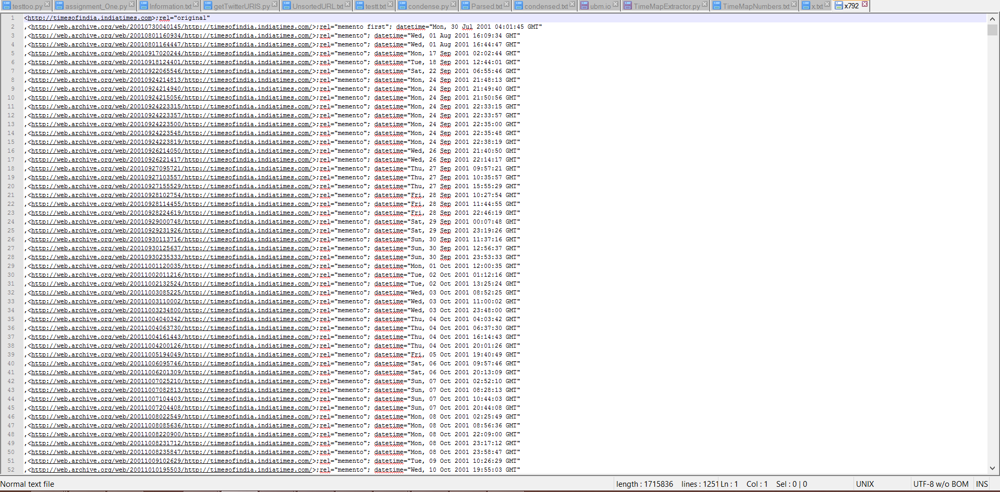 testtoo.py assignment_One.py Information.txt getTwitterURIS.py UnsortedURL.txt testt.txt condense.py Parsed.txt condensed.txt ubm.io TimeMapExtractor.py TimeMapNumbers.txt x.txt x792
1 <http://timesofindia.indiatimes.com>;rel="original"
2 ,<http://web.archive.org/web/20010730040145/http://timesofindia.indiatimes.com/>;rel="memento first"; datetime="Mon, 30 Jul 2001 04:01:45 GMT"
3 ,<http://web.archive.org/web/20010801160934/http://timesofindia.indiatimes.com/>;rel="memento"; datetime="Wed, 01 Aug 2001 16:09:34 GMT"
4 ,<http://web.archive.org/web/20010801164447/http://timesofindia.indiatimes.com/>;rel="memento"; datetime="Wed, 01 Aug 2001 16:44:47 GMT"
5 ,<http://web.archive.org/web/20010917020244/http://timesofindia.indiatimes.com/>;rel="memento"; datetime="Mon, 17 Sep 2001 02:02:44 GMT"
6 ,<http://web.archive.org/web/20010918124401/http://timesofindia.indiatimes.com/>;rel="memento"; datetime="Tue, 18 Sep 2001 12:44:01 GMT"
7 ,<http://web.archive.org/web/20010922065546/http://timesofindia.indiatimes.com/>;rel="memento"; datetime="Sat, 22 Sep 2001 06:55:46 GMT"
8 ,<http://web.archive.org/web/20010924214813/http://timesofindia.indiatimes.com/>;rel="memento"; datetime="Mon, 24 Sep 2001 21:48:13 GMT"
9 ,<http://web.archive.org/web/20010924214940/http://timesofindia.indiatimes.com/>;rel="memento"; datetime="Mon, 24 Sep 2001 21:49:40 GMT"
10 ,<http://web.archive.org/web/20010924215056/http://timesofindia.indiatimes.com/>;rel="memento"; datetime="Mon, 24 Sep 2001 21:50:56 GMT"
11 ,<http://web.archive.org/web/20010924223315/http://timesofindia.indiatimes.com/>;rel="memento"; datetime="Mon, 24 Sep 2001 22:33:15 GMT"
12 ,<http://web.archive.org/web/20010924223357/http://timesofindia.indiatimes.com/>;rel="memento"; datetime="Mon, 24 Sep 2001 22:33:57 GMT"
13 ,<http://web.archive.org/web/20010924223500/http://timesofindia.indiatimes.com/>;rel="memento"; datetime="Mon, 24 Sep 2001 22:35:00 GMT"
14 ,<http://web.archive.org/web/20010924223548/http://timesofindia.indiatimes.com/>;rel="memento"; datetime="Mon, 24 Sep 2001 22:35:48 GMT"
15 ,<http://web.archive.org/web/20010924223819/http://timesofindia.indiatimes.com/>;rel="memento"; datetime="Mon, 24 Sep 2001 22:38:19 GMT"
16 ,<http://web.archive.org/web/20010926214050/http://timesofindia.indiatimes.com/>;rel="memento"; datetime="Wed, 26 Sep 2001 21:40:50 GMT"
17 ,<http://web.archive.org/web/20010926221417/http://timesofindia.indiatimes.com/>;rel="memento"; datetime="Wed, 26 Sep 2001 22:14:17 GMT"
18 ,<http://web.archive.org/web/20010927095721/http://timesofindia.indiatimes.com/>;rel="memento"; datetime="Thu, 27 Sep 2001 09:57:21 GMT"
19 ,<http://web.archive.org/web/20010927103557/http://timesofindia.indiatimes.com/>;rel="memento"; datetime="Thu, 27 Sep 2001 10:35:57 GMT"
20 ,<http://web.archive.org/web/20010927155529/http://timesofindia.indiatimes.com/>;rel="memento"; datetime="Thu, 27 Sep 2001 15:55:29 GMT"
21 ,<http://web.archive.org/web/20010928102754/http://timesofindia.indiatimes.com/>;rel="memento"; datetime="Fri, 28 Sep 2001 10:27:54 GMT"
22 ,<http://web.archive.org/web/20010928114455/http://timesofindia.indiatimes.com/>;rel="memento"; datetime="Fri, 28 Sep 2001 11:44:55 GMT"
23 ,<http://web.archive.org/web/20010928224619/http://timesofindia.indiatimes.com/>;rel="memento"; datetime="Fri, 28 Sep 2001 22:46:19 GMT"
24 ,<http://web.archive.org/web/20010929000748/http://timesofindia.indiatimes.com/>;rel="memento"; datetime="Sat, 29 Sep 2001 00:07:48 GMT"
25 ,<http://web.archive.org/web/20010929231926/http://timesofindia.indiatimes.com/>;rel="memento"; datetime="Sat, 29 Sep 2001 23:19:26 GMT"
26 ,<http://web.archive.org/web/20010930113716/http://timesofindia.indiatimes.com/>;rel="memento"; datetime="Sun, 30 Sep 2001 11:37:16 GMT"
27 ,<http://web.archive.org/web/20010930125637/http://timesofindia.indiatimes.com/>;rel="memento"; datetime="Sun, 30 Sep 2001 12:56:37 GMT"
28 ,<http://web.archive.org/web/20010930235333/http://timesofindia.indiatimes.com/>;rel="memento"; datetime="Sun, 30 Sep 2001 23:53:33 GMT"
29 ,<http://web.archive.org/web/20011001120035/http://timesofindia.indiatimes.com/>;rel="memento"; datetime="Mon, 01 Oct 2001 12:00:35 GMT"
30 ,<http://web.archive.org/web/20011002011216/http://timesofindia.indiatimes.com/>;rel="memento"; datetime="Tue, 02 Oct 2001 01:12:16 GMT"
31 ,<http://web.archive.org/web/20011002132524/http://timesofindia.indiatimes.com/>;rel="memento"; datetime="Tue, 02 Oct 2001 13:25:24 GMT"
32 ,<http://web.archive.org/web/20011003085225/http://timesofindia.indiatimes.com/>;rel="memento"; datetime="Wed, 03 Oct 2001 08:52:25 GMT"
33 ,<http://web.archive.org/web/20011003110002/http://timesofindia.indiatimes.com/>;rel="memento"; datetime="Wed, 03 Oct 2001 11:00:02 GMT"
34 ,<http://web.archive.org/web/20011003234800/http://timesofindia.indiatimes.com/>;rel="memento"; datetime="Wed, 03 Oct 2001 23:48:00 GMT"
35 ,<http://web.archive.org/web/20011004040342/http://timesofindia.indiatimes.com/>;rel="memento"; datetime="Thu, 04 Oct 2001 04:03:42 GMT"
36 ,<http://web.archive.org/web/20011004063730/http://timesofindia.indiatimes.com/>;rel="memento"; datetime="Thu, 04 Oct 2001 06:37:30 GMT"
37 ,<http://web.archive.org/web/20011004161443/http://timesofindia.indiatimes.com/>;rel="memento"; datetime="Thu, 04 Oct 2001 16:14:43 GMT"
38 ,<http://web.archive.org/web/20011004200126/http://timesofindia.indiatimes.com/>;rel="memento"; datetime="Thu, 04 Oct 2001 20:01:26 GMT"
39 ,<http://web.archive.org/web/20011005194049/http://timesofindia.indiatimes.com/>;rel="memento"; datetime="Fri, 05 Oct 2001 19:40:49 GMT"
40 ,<http://web.archive.org/web/20011006095746/http://timesofindia.indiatimes.com/>;rel="memento"; datetime="Sat, 06 Oct 2001 09:57:46 GMT"
41 ,<http://web.archive.org/web/20011006201309/http://timesofindia.indiatimes.com/>;rel="memento"; datetime="Sat, 06 Oct 2001 20:13:09 GMT"
42 ,<http://web.archive.org/web/20011007025210/http://timesofindia.indiatimes.com/>;rel="memento"; datetime="Sun, 07 Oct 2001 02:52:10 GMT"
43 ,<http://web.archive.org/web/20011007082813/http://timesofindia.indiatimes.com/>;rel="memento"; datetime="Sun, 07 Oct 2001 08:28:13 GMT"
44 ,<http://web.archive.org/web/20011007104403/http://timesofindia.indiatimes.com/>;rel="memento"; datetime="Sun, 07 Oct 2001 10:44:03 GMT"
45 ,<http://web.archive.org/web/20011007204408/http://timesofindia.indiatimes.com/>;rel="memento"; datetime="Sun, 07 Oct 2001 20:44:08 GMT"
46 ,<http://web.archive.org/web/20011008022549/http://timesofindia.indiatimes.com/>;rel="memento"; datetime="Mon, 08 Oct 2001 02:25:49 GMT"
47 ,<http://web.archive.org/web/20011008085636/http://timesofindia.indiatimes.com/>;rel="memento"; datetime="Mon, 08 Oct 2001 08:56:36 GMT"
48 ,<http://web.archive.org/web/20011008220900/http://timesofindia.indiatimes.com/>;rel="memento"; datetime="Mon, 08 Oct 2001 22:09:00 GMT"
49 ,<http://web.archive.org/web/20011008231712/http://timesofindia.indiatimes.com/>;rel="memento"; datetime="Mon, 08 Oct 2001 23:17:12 GMT"
50 ,<http://web.archive.org/web/20011008235847/http://timesofindia.indiatimes.com/>;rel="memento"; datetime="Mon, 08 Oct 2001 23:58:47 GMT"
51 ,<http://web.archive.org/web/20011009102629/http://timesofindia.indiatimes.com/>;rel="memento"; datetime="Tue, 09 Oct 2001 10:26:29 GMT"
52 ,<http://web.archive.org/web/20011010195503/http://timesofindia.indiatimes.com/>;rel="memento"; datetime="Wed, 10 Oct 2001 19:55:03 GMT"
Normal text file length : 1715836 lines : 1251 Ln : 1 Col : 1 Sel : 0 | 0 UNIX UTF-8 w/o BOM INS